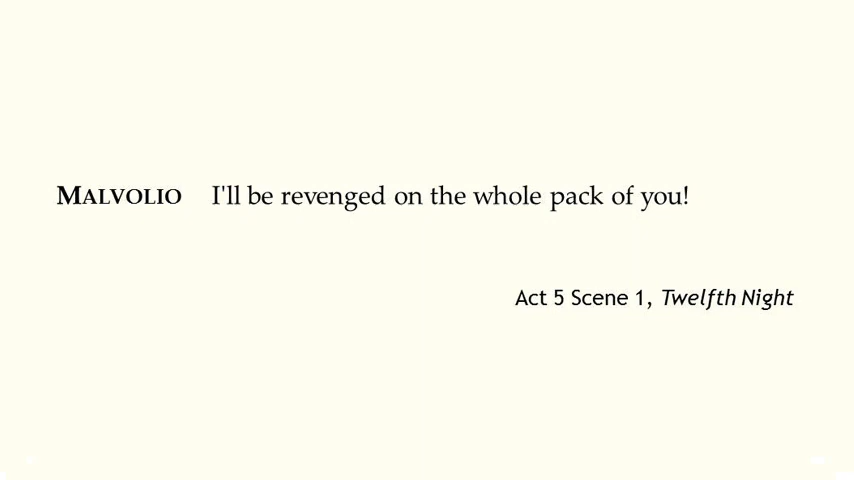 MALVOLIO I'll be revenged on the whole pack of you!
Act 5 Scene 1, Twelfth Night